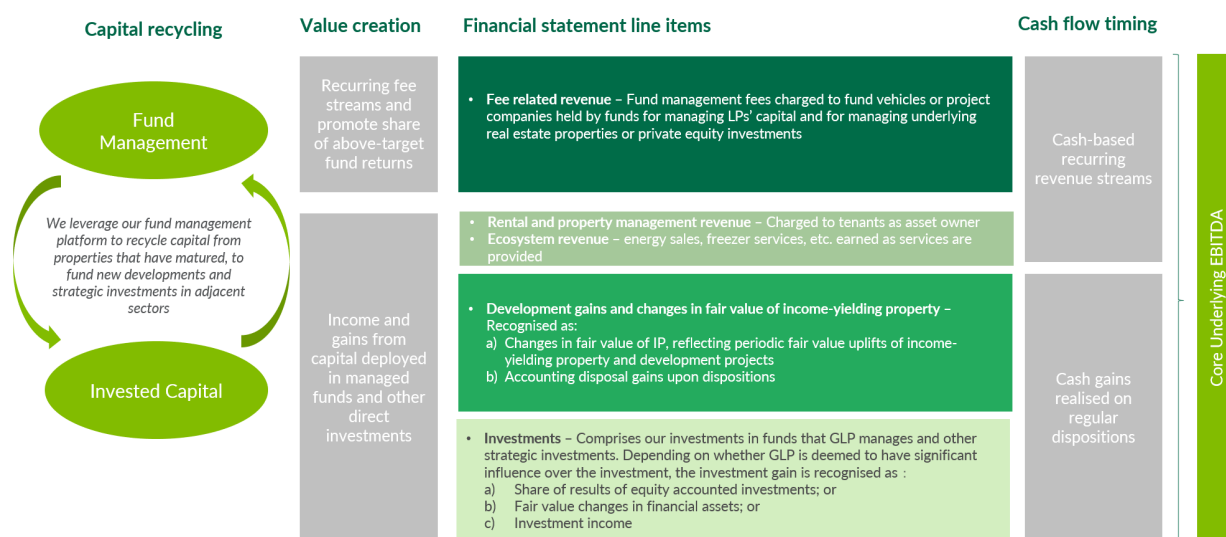 Capital recycling
Value creation
Financial statement line items
Cash flow timing
Fund
Management
We leverage our fund management
platform to recycle capital from
properties that have matured, to
fund new developments and
strategic investments in adjacent
sectors
Invested Capital
Recurring fee
streams and
promote share
of above-target
fund returns
Income and
gains from
capital deployed
in managed
funds and other
direct
investments
• Fee related revenue – Fund management fees charged to fund vehicles or project
companies held by funds for managing LPs' capital and for managing underlying
real estate properties or private equity investments
• Rental and property management revenue – Charged to tenants as asset owner
• Ecosystem revenue – energy sales, freezer services, etc. earned as services are
provided
• Development gains and changes in fair value of income-yielding property –
Recognised as:
a) Changes in fair value of IP, reflecting periodic fair value uplifts of income-
yielding property and development projects
b) Accounting disposal gains upon dispositions
• Investments – Comprises our investments in funds that GLP manages and other
strategic investments. Depending on whether GLP is deemed to have significant
influence over the investment, the investment gain is recognised as :
a) Share of results of equity accounted investments; or
b) Fair value changes in financial assets; or
c) Investment income
Cash-based
recurring
revenue streams
Cash gains
realised on
regular
dispositions
Core Underlying EBITDA